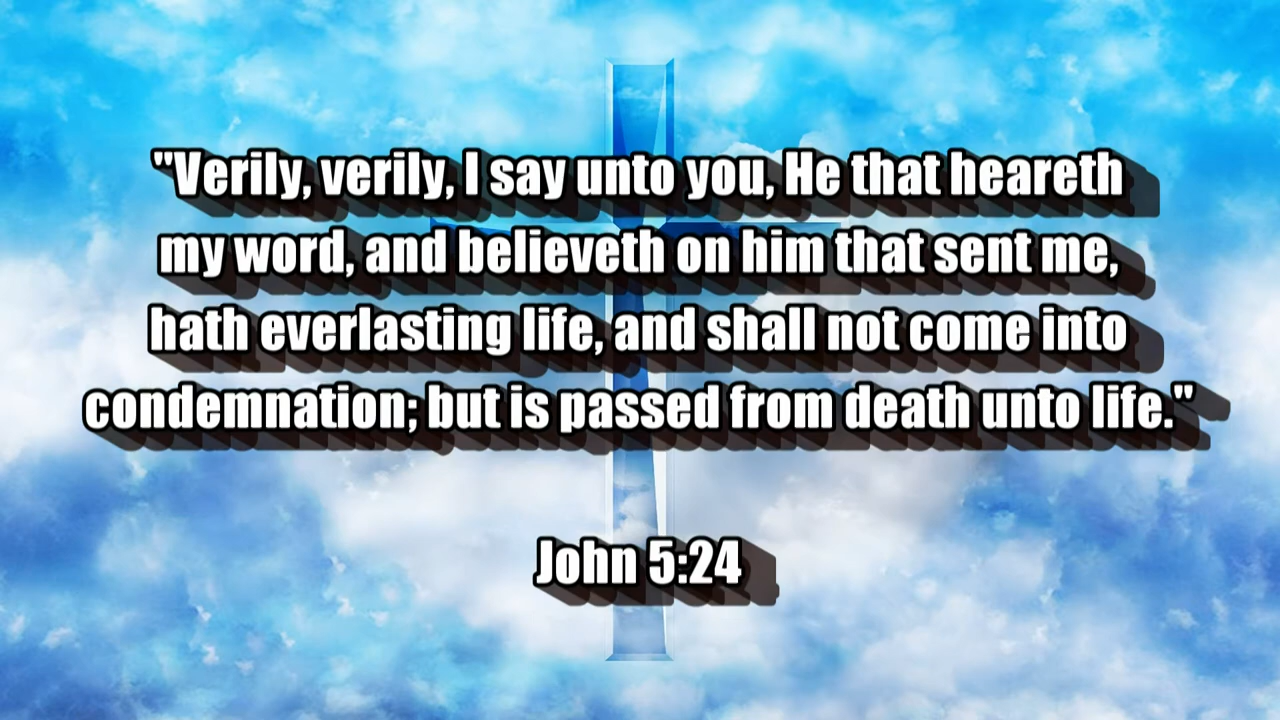 "Verily, verily, I say unto you, He that heareth
my word, and believeth on him that sent me,
hath everlasting life, and shall not come into
condemnation; but is passed from death unto life."
John 5:24